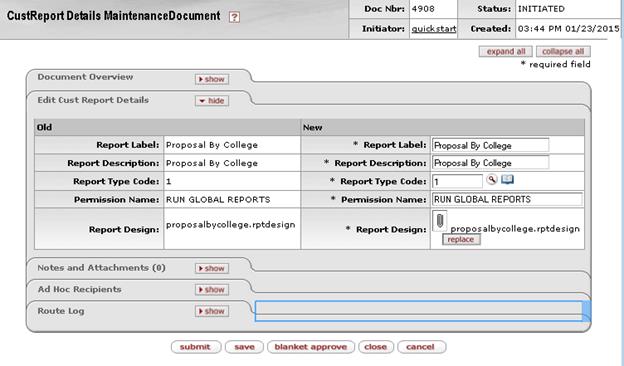 CustReport Details MaintenanceDocument ?
Doc Nbr: 4908 Status: INITIATED
Initiator: quickstart Created: 03:44 PM 01/23/2015
expand all collapse all
* required field
Document Overview show
Edit Cust Report Details hide
Old New
Report Label: Proposal By College * Report Label: Proposal By College
Report Description: Proposal By College * Report Description: Proposal By College
Report Type Code: 1 * Report Type Code: 1
Permission Name: RUN GLOBAL REPORTS * Permission Name: RUN GLOBAL REPORTS
Report Design: proposalbycollege.rptdesign * Report Design: proposalbycollege.rptdesign
replace
Notes and Attachments (0) show
Ad Hoc Recipients show
Route Log show
submit save blanket approve close cancel